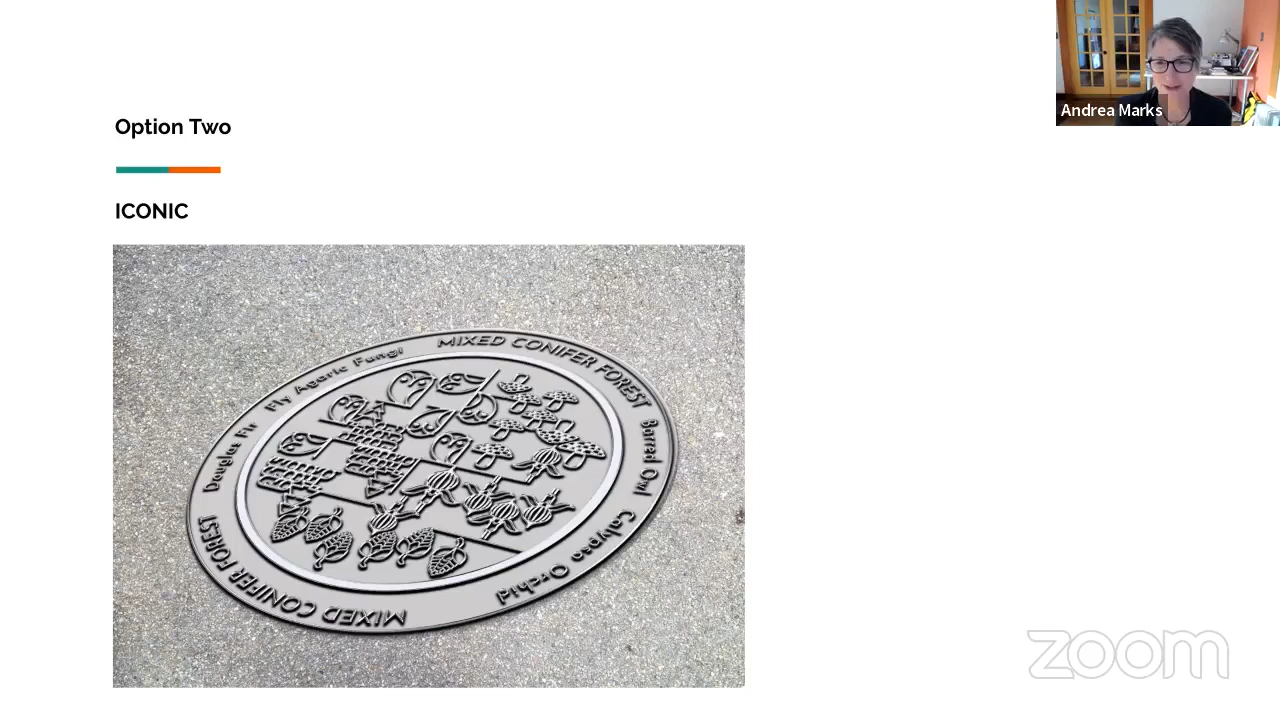 Option Two
ICONIC
MIXED CONIFER FOREST
Barred Owl
Calypso Orchid
MIXED CONIFER FOREST
Douglas Fir
Fly Agaric Fungi
Andrea Marks
zoom